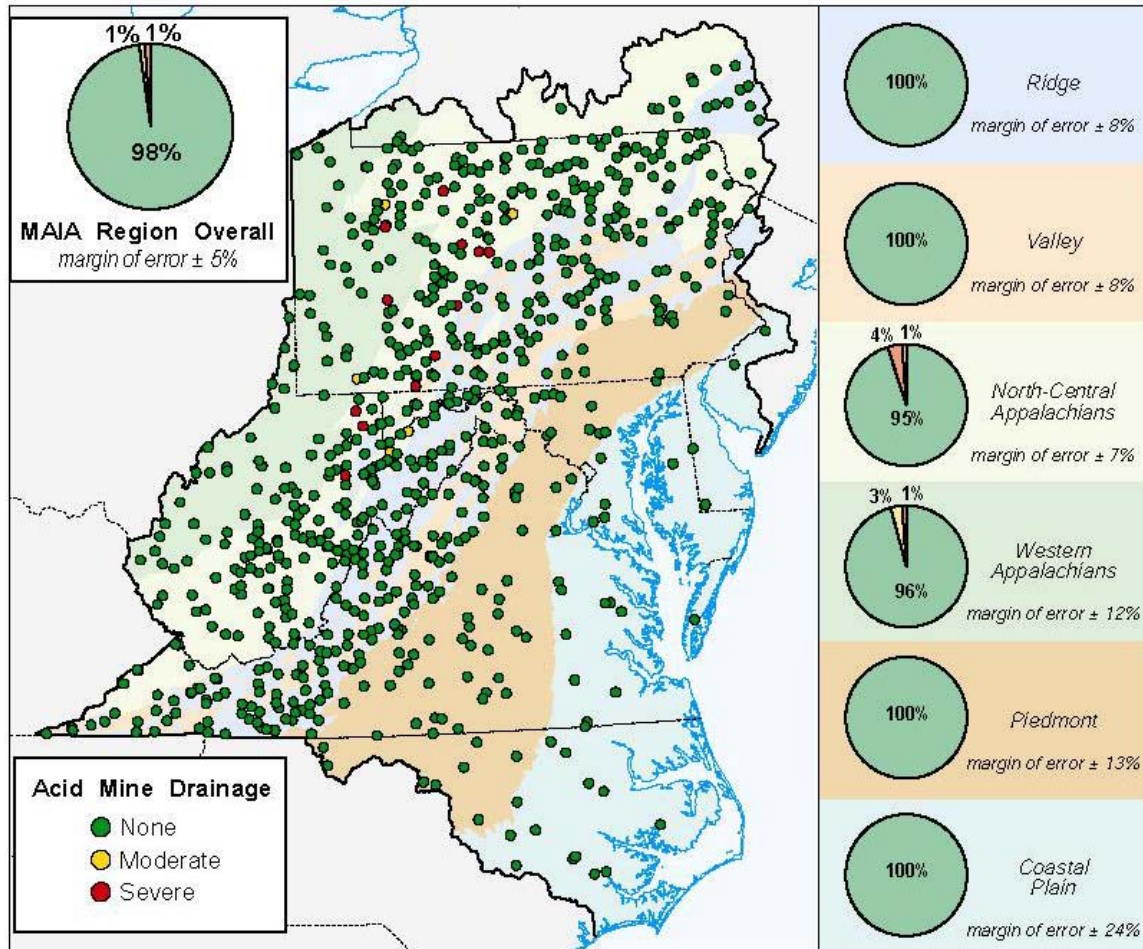 1% 1%
98%
MAIA Region Overall
margin of error ± 5%
Acid Mine Drainage
None
Moderate
Severe
100%
Ridge
margin of error ± 8%
100%
Valley
margin of error ± 8%
4% 1%
95%
North-Central
Appalachians
margin of error ± 7%
3% 1%
96%
Western
Appalachians
margin of error ± 12%
100%
Piedmont
margin of error ± 13%
100%
Coastal
Plain
margin of error ± 24%